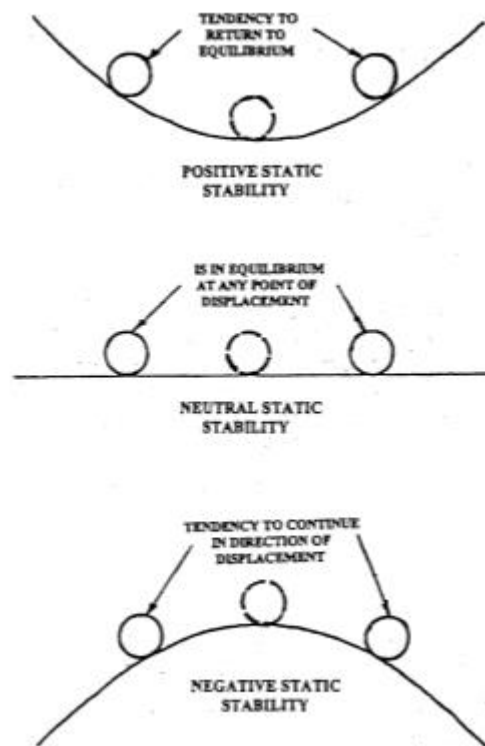 TENDENCY TO
RETURN TO
EQUILIBRIUM
POSITIVE STATIC
STABILITY
IS IN EQUILIBRIUM
AT ANY POINT OF
DISPLACEMENT
NEUTRAL STATIC
STABILITY
TENDENCY TO CONTINUE
IN DIRECTION OF
DISPLACEMENT
NEGATIVE STATIC
STABILITY